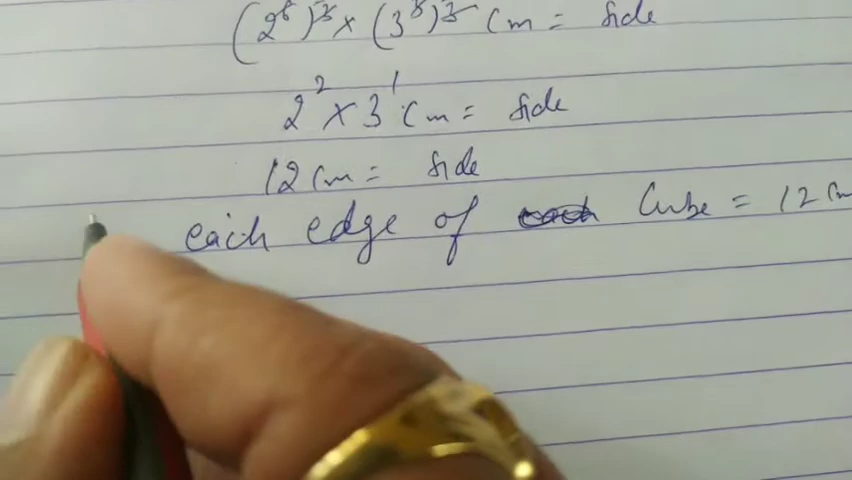 (2⁶)^⅓ × (3³)^⅓ cm = side
2² × 3¹ cm = side
12 cm = side
each edge of Cube = 12 cm